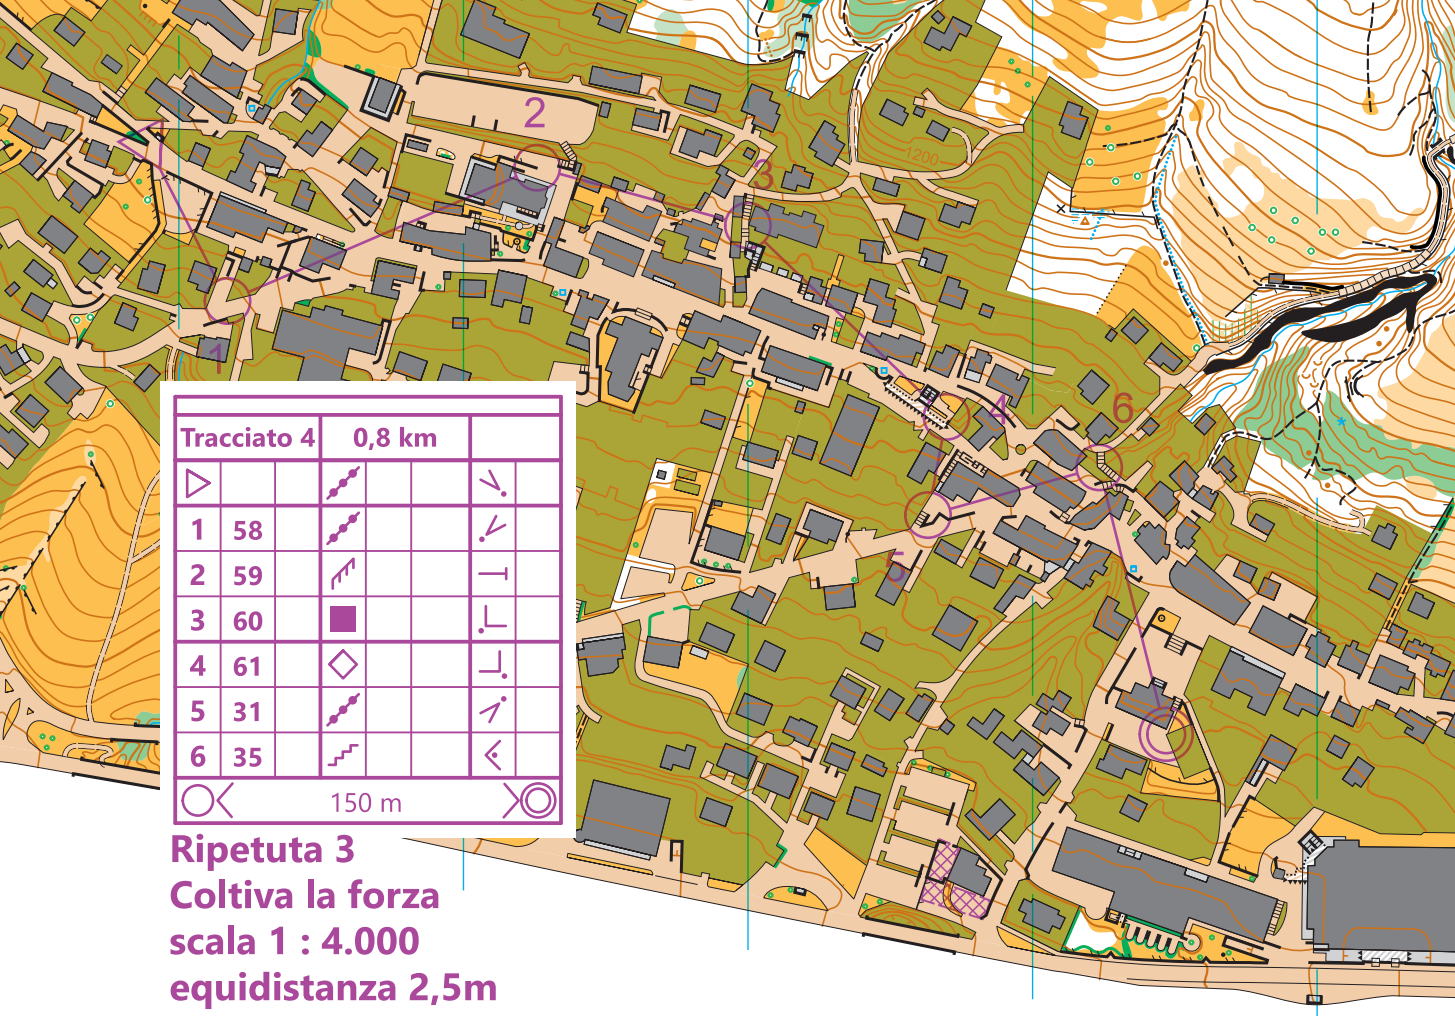 2
3
1200
1
4
6
5
Tracciato 4 0,8 km
1 58
2 59
3 60
4 61
5 31
6 35
150 m
Ripetuta 3
Coltiva la forza
scala 1 : 4.000
equidistanza 2,5m